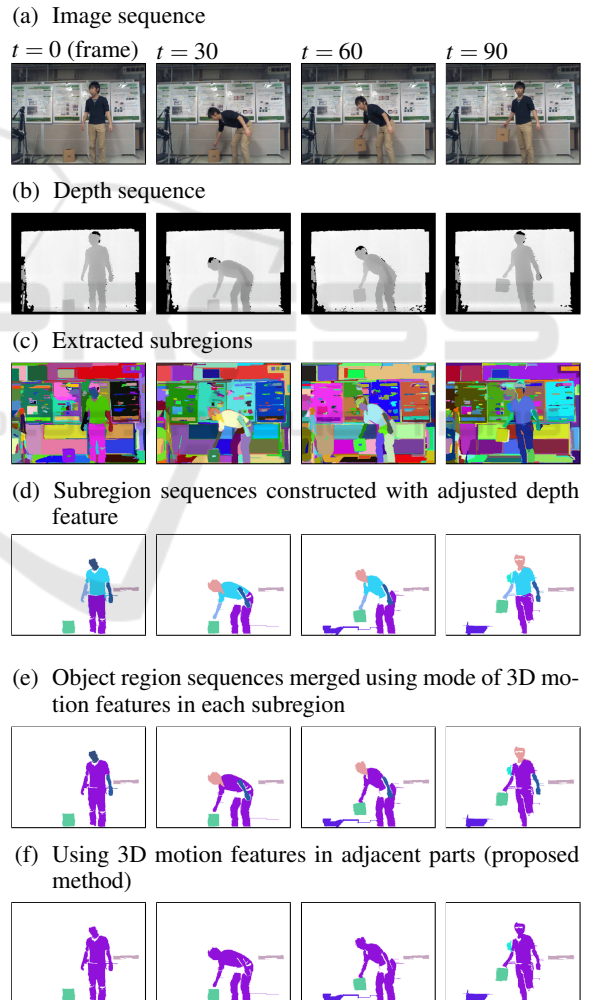 (a) Image sequence
t = 0 (frame) t = 30 t = 60 t = 90
(b) Depth sequence
(c) Extracted subregions
(d) Subregion sequences constructed with adjusted depth
feature
(e) Object region sequences merged using mode of 3D mo-
tion features in each subregion
(f) Using 3D motion features in adjacent parts (proposed
method)